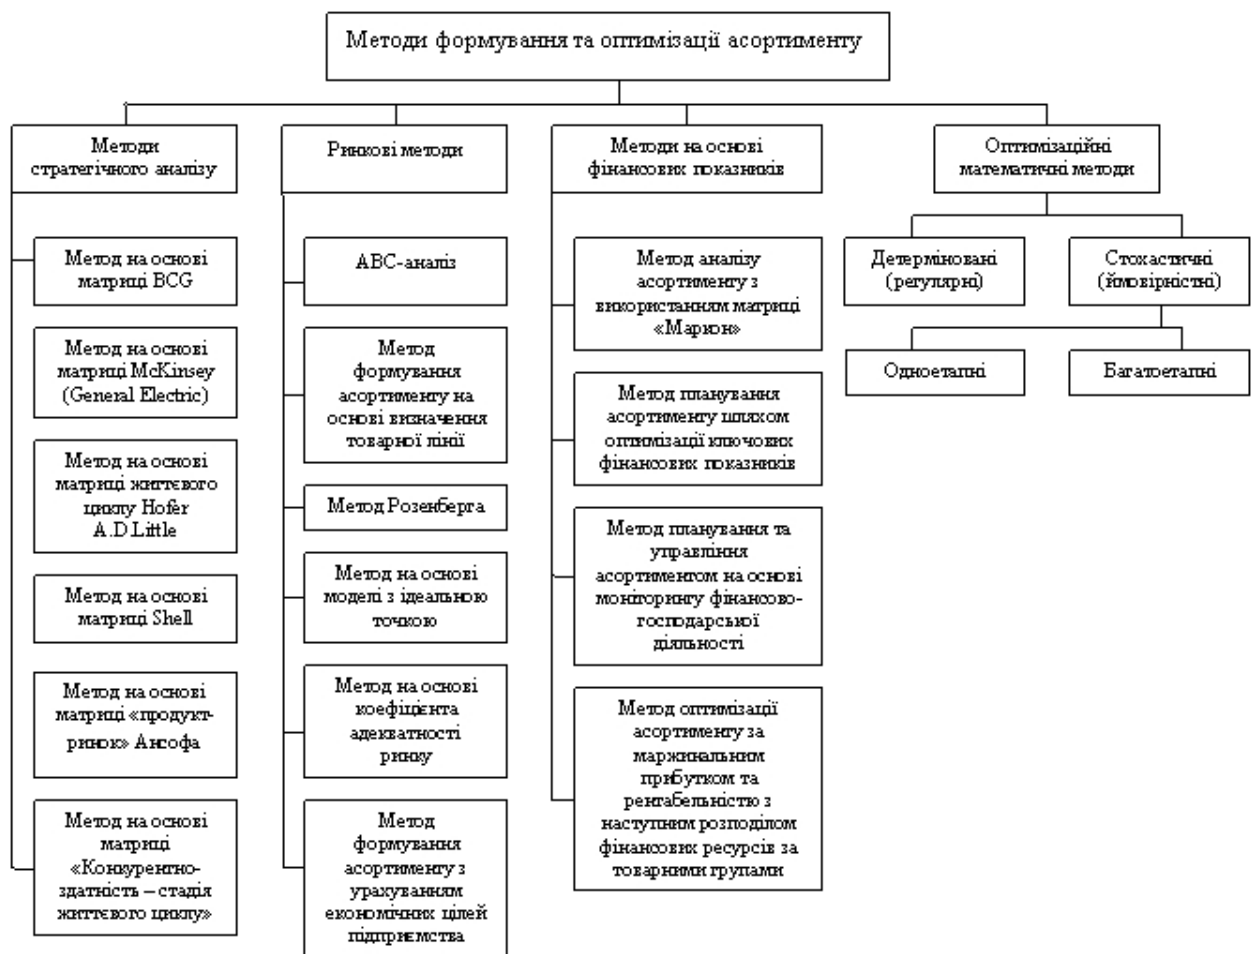 Методи формування та оптимізації асортименту
Методи
стратегічного аналізу
Метод на основі
матриці BCG
Метод на основі
матриці McKinsey
(General Electric)
Метод на основі
матриці життєвого
циклу Hofer
A.D.Little
Метод на основі
матриці Shell
Метод на основі
матриці «продукт-
ринок» Ансофа
Метод на основі
матриці
«Конкурентно-
здатність – стадія
життєвого циклу»
Ринкові методи
АВС-аналіз
Метод
формування
асортименту на
основі визначення
товарної лінії
Метод Розенберга
Метод на основі
моделі з ідеальною
точкою
Метод на основі
коефіцієнта
адекватності
ринку
Метод
формування
асортименту з
урахуванням
економічних цілей
підприємства
Методи на основі
фінансових показників
Метод аналізу
асортименту з
використанням матриці
«Маркон»
Метод планування
асортименту шляхом
оптимізації ключових
фінансових показників
Метод планування та
управління
асортиментом на основі
моніторингу фінансово-
господарської
діяльності
Метод оптимізації
асортименту за
маржинальним
прибутком та
рентабельністю з
наступним розподілом
фінансових ресурсів за
товарними групами
Оптимізаційні
математичні методи
Детерміновані
(регулярні)
Стохастичні
(ймовірністні)
Одноетапні
Багатоетапні